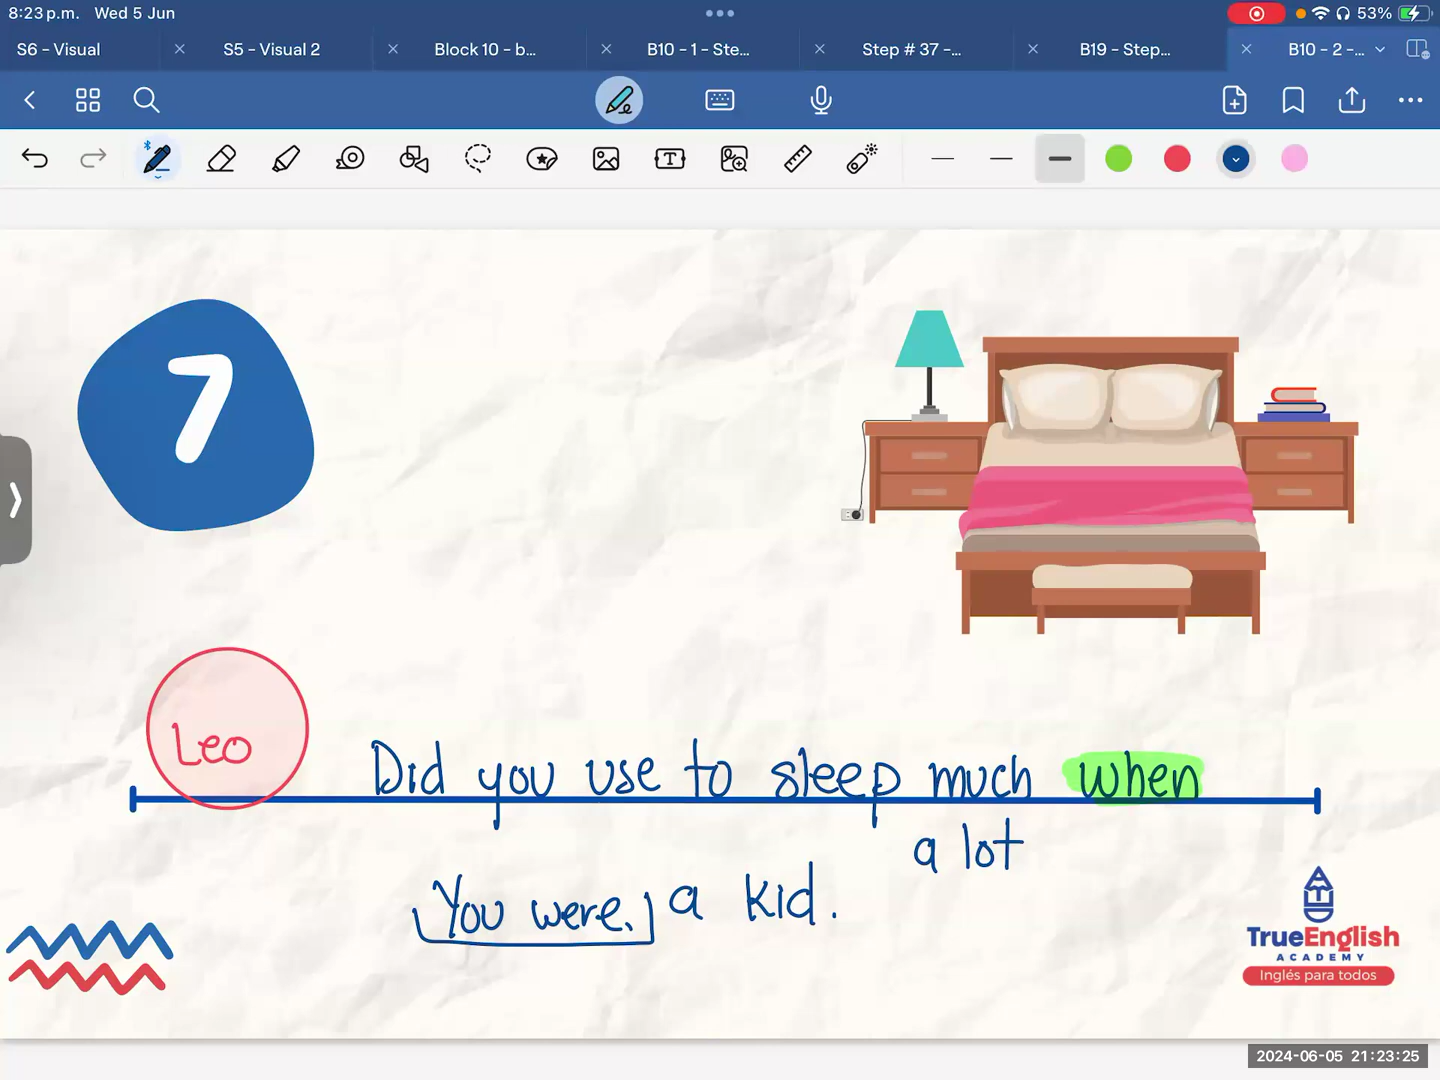 8:23 p.m. Wed 5 Jun
53%
S6 - Visual
S5 - Visual 2
Block 10 - b...
B10 - 1 - Ste...
Step # 37 -...
B19 - Step...
B10 - 2 -...
7
Leo
Did you use to sleep much when
a lot
You were a kid.
TrueEnglish
ACADEMY
Inglés para todos
2024-06-05 21:23:25